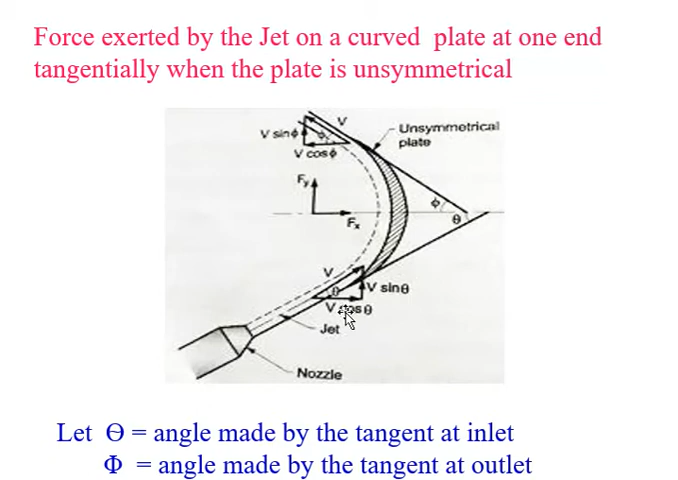 Force exerted by the Jet on a curved plate at one end
tangentially when the plate is unsymmetrical
V
V sinϕ
ϕ
V cosϕ
Unsymmetrical
plate
Fy
Fx
ϕ
θ
V
θ
V sinθ
V cosθ
Jet
Nozzle
Let Ө = angle made by the tangent at inlet
Φ = angle made by the tangent at outlet